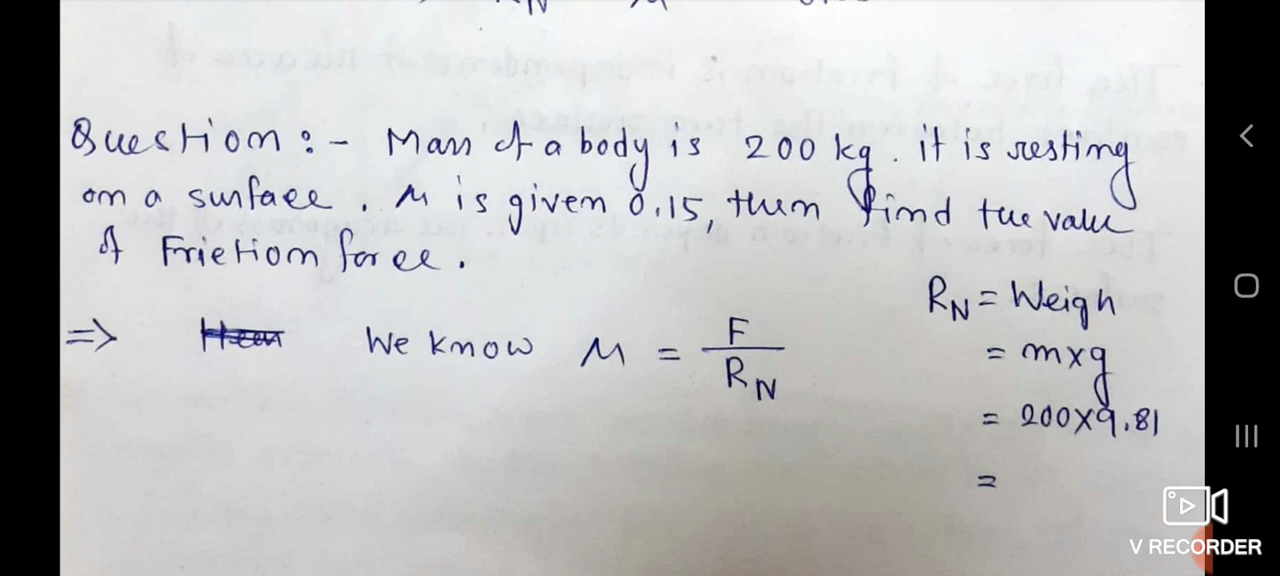 Question :- Mass of a body is 200 kg. it is resting
on a surface. μ is given 0.15, then find the value
of Friction force.
=> We know μ = F / RN
RN = Weigh
= m x g
= 200 x 9.81
=
V RECORDER